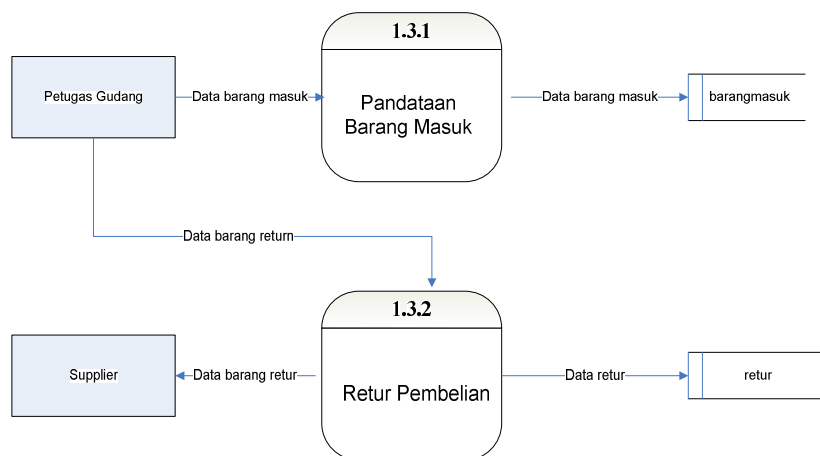 1.3.1
Petugas Gudang
Data barang masuk
Pandataan
Barang Masuk
Data barang masuk
barangmasuk
Data barang return
1.3.2
Supplier
Data barang retur
Retur Pembelian
Data retur
retur